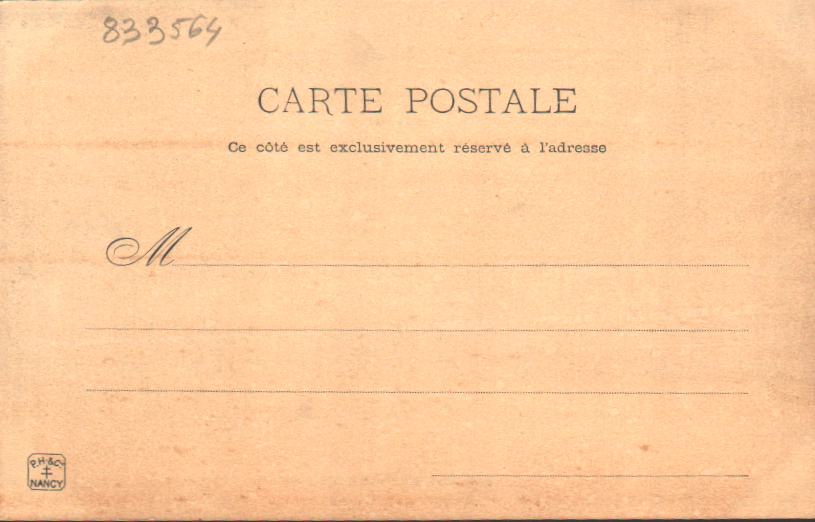 833564
CARTE POSTALE
Ce côté est exclusivement réservé à l'adresse
M
P.H.&C.
NANCY